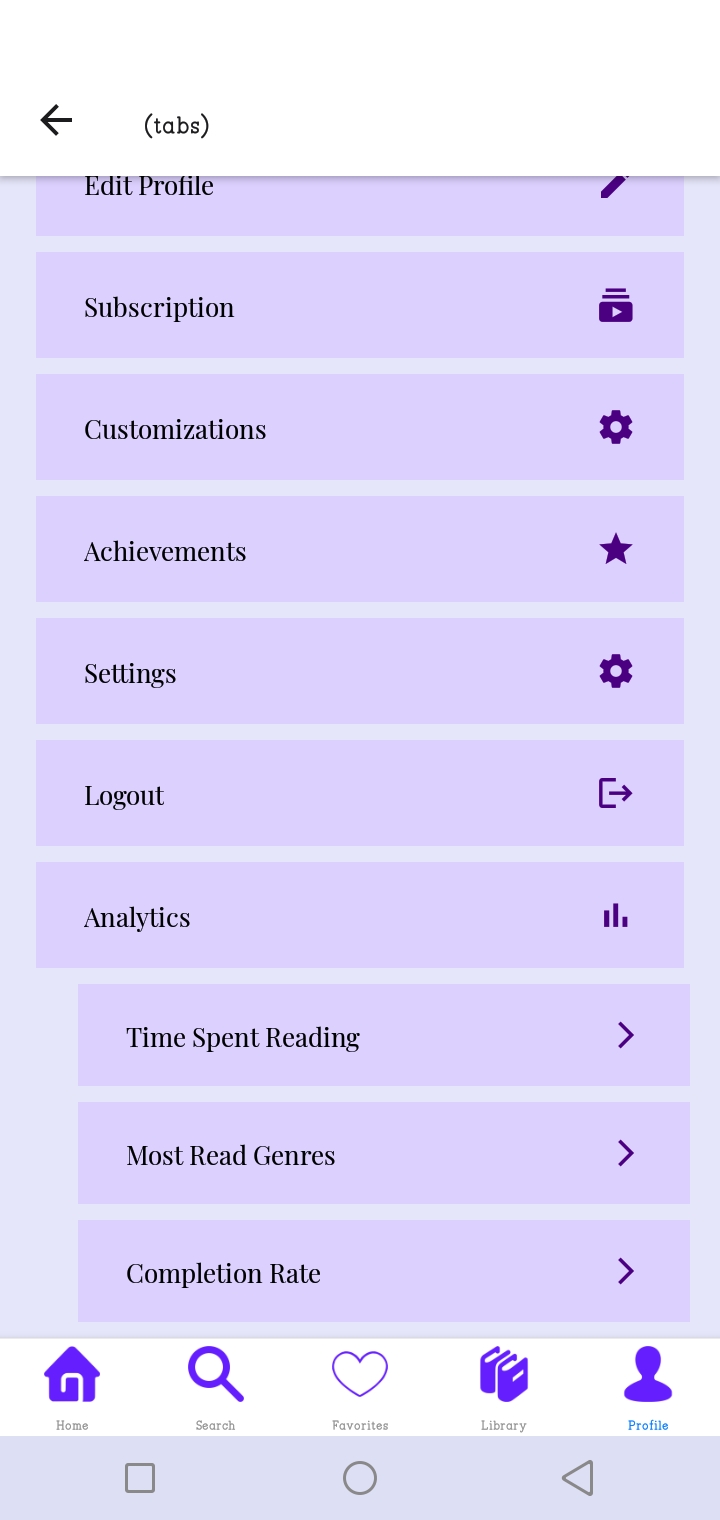 (tabs)
Edit Profile
Subscription
Customizations
Achievements
Settings
Logout
Analytics
Time Spent Reading
Most Read Genres
Completion Rate
Home
Search
Favorites
Library
Profile